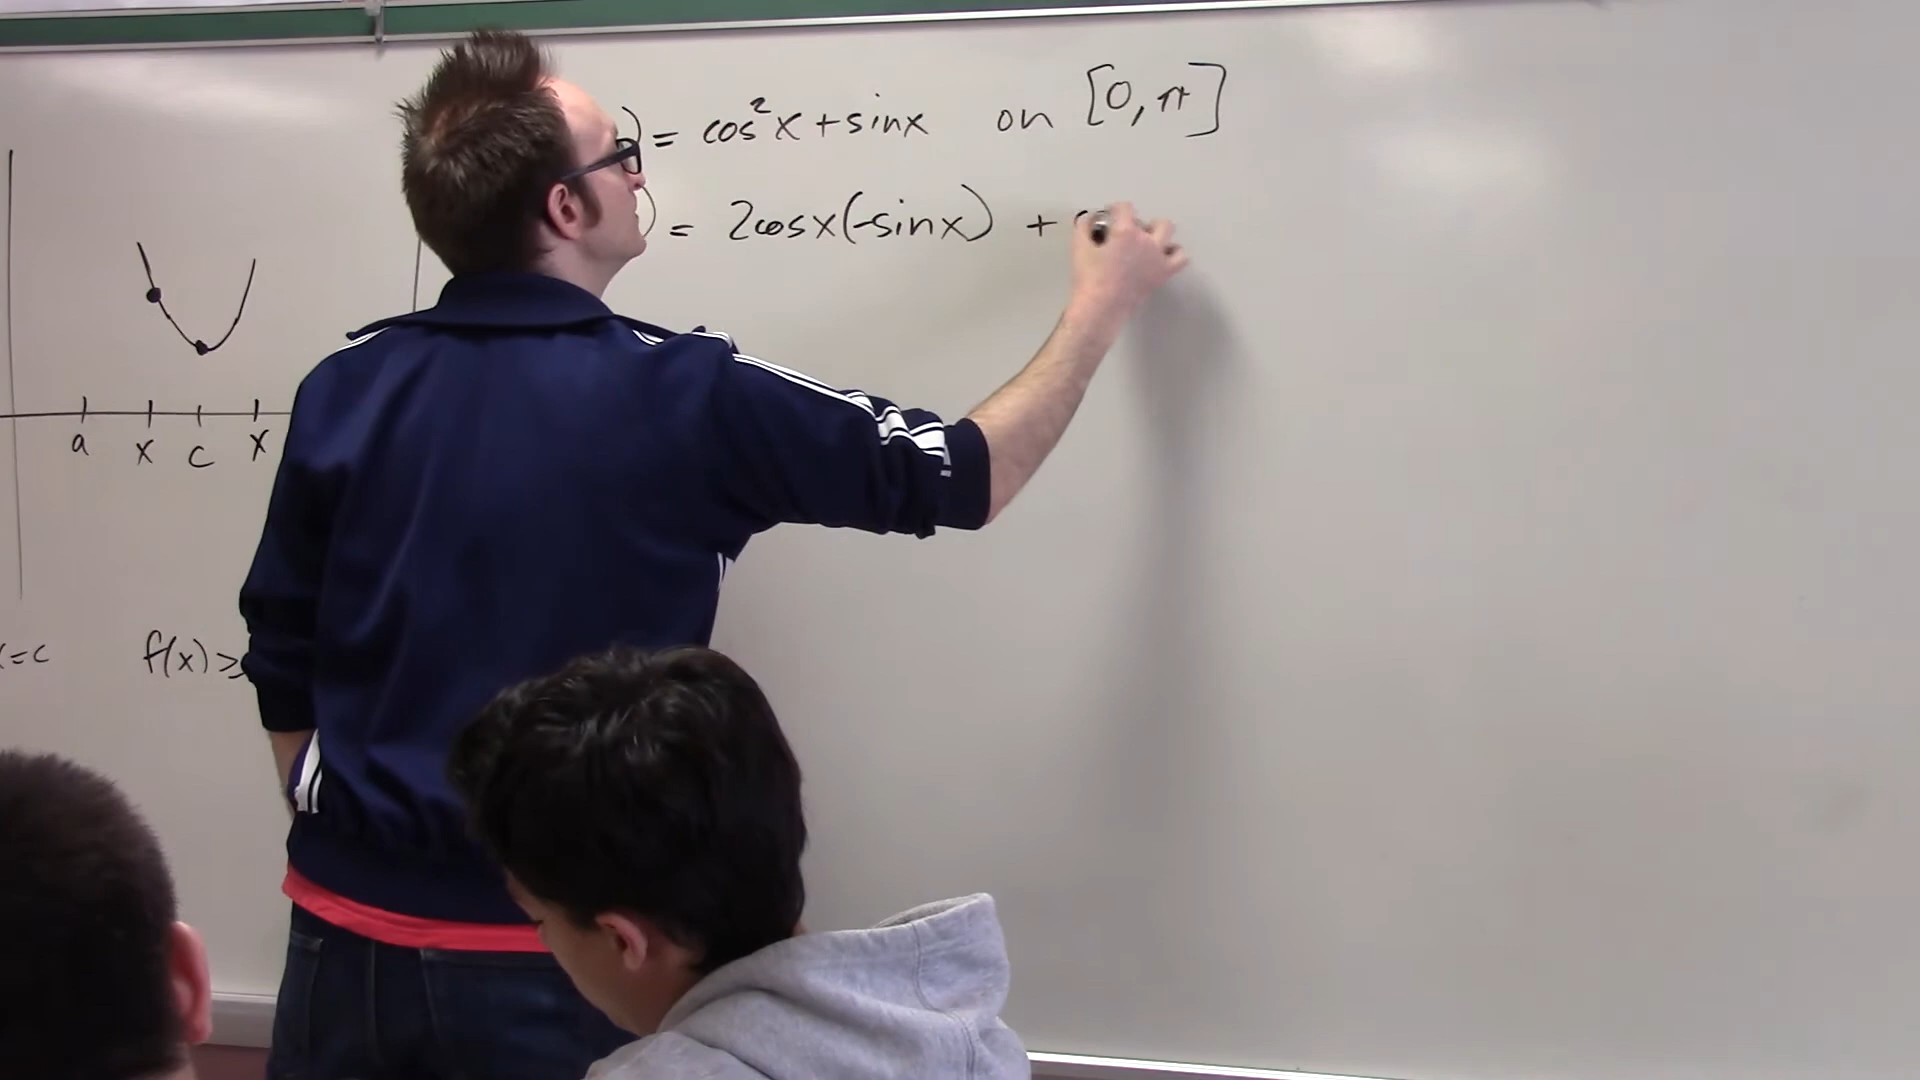 ) = cos²x + sinx on [0, π]
) = 2cosx(-sinx) +
a x c x
x=c f(x) ≥